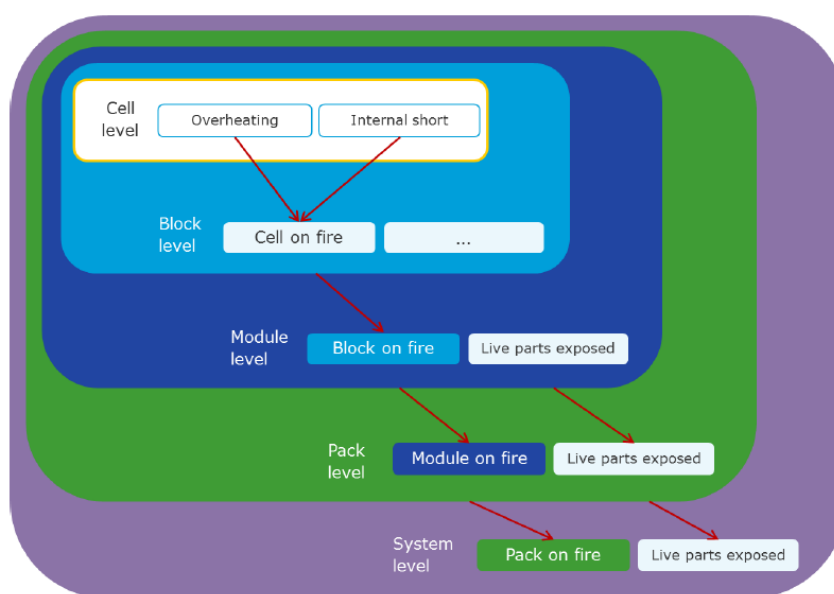 Cell
level
Overheating
Internal short
Block
level
Cell on fire
...
Module
level
Block on fire
Live parts exposed
Pack
level
Module on fire
Live parts exposed
System
level
Pack on fire
Live parts exposed